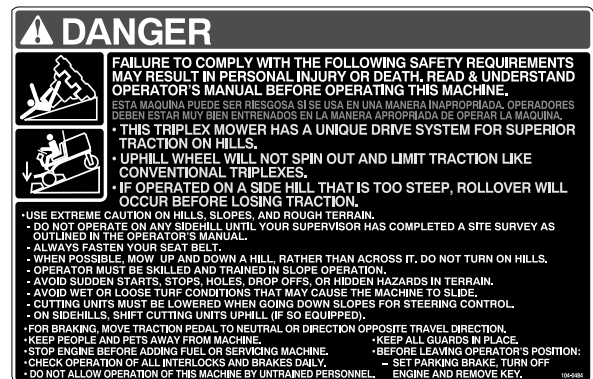 DANGER
FAILURE TO COMPLY WITH THE FOLLOWING SAFETY REQUIREMENTS
MAY RESULT IN PERSONAL INJURY OR DEATH. READ & UNDERSTAND
OPERATOR'S MANUAL BEFORE OPERATING THIS MACHINE.
ESTA MAQUINA PUEDE SER RIESGOSA SI SE USA EN UNA MANERA INAPROPRIADA. OPERADORES
DEBEN ESTAR MUY BIEN ENTRENADOS EN LA MANERA APROPRIADA DE OPERAR LA MAQUINA.
• THIS TRIPLEX MOWER HAS A UNIQUE DRIVE SYSTEM FOR SUPERIOR
TRACTION ON HILLS.
• UPHILL WHEEL WILL NOT SPIN OUT AND LIMIT TRACTION LIKE
CONVENTIONAL TRIPLEXES.
• IF OPERATED ON A SIDE HILL THAT IS TOO STEEP, ROLLOVER WILL
OCCUR BEFORE LOSING TRACTION.
•USE EXTREME CAUTION ON HILLS, SLOPES, AND ROUGH TERRAIN.
- DO NOT OPERATE ON ANY SIDEHILL UNTIL YOUR SUPERVISOR HAS COMPLETED A SITE SURVEY AS
OUTLINED IN THE OPERATOR'S MANUAL.
- ALWAYS FASTEN YOUR SEAT BELT.
- WHEN POSSIBLE, MOW UP AND DOWN A HILL, RATHER THAN ACROSS IT. DO NOT TURN ON HILLS.
- OPERATOR MUST BE SKILLED AND TRAINED IN SLOPE OPERATION.
- AVOID SUDDEN STARTS, STOPS, HOLES, DROP OFFS, OR HIDDEN HAZARDS IN TERRAIN.
- AVOID WET OR LOOSE TURF CONDITIONS THAT MAY CAUSE THE MACHINE TO SLIDE.
- CUTTING UNITS MUST BE LOWERED WHEN GOING DOWN SLOPES FOR STEERING CONTROL.
- ON SIDEHILLS, SHIFT CUTTING UNITS UPHILL (IF SO EQUIPPED).
•FOR BRAKING, MOVE TRACTION PEDAL TO NEUTRAL OR DIRECTION OPPOSITE TRAVEL DIRECTION.
•KEEP PEOPLE AND PETS AWAY FROM MACHINE.
•STOP ENGINE BEFORE ADDING FUEL OR SERVICING MACHINE.
•CHECK OPERATION OF ALL INTERLOCKS AND BRAKES DAILY.
• DO NOT ALLOW OPERATION OF THIS MACHINE BY UNTRAINED PERSONNEL.
•KEEP ALL GUARDS IN PLACE.
•BEFORE LEAVING OPERATOR'S POSITION:
- SET PARKING BRAKE, TURN OFF
ENGINE AND REMOVE KEY.
104-0484